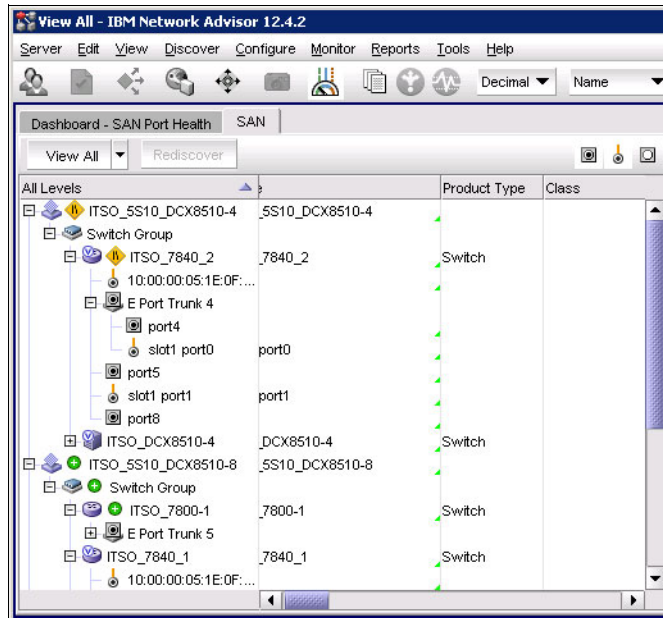 View All - IBM Network Advisor 12.4.2
Server Edit View Discover Configure Monitor Reports Tools Help
Decimal Name
Dashboard - SAN Port Health SAN
View All Rediscover
All Levels Product Type Class
ITSO_5S10_DCX8510-4 _5S10_DCX8510-4
Switch Group
ITSO_7840_2 _7840_2 Switch
10:00:00:05:1E:0F:...
E Port Trunk 4
port4
slot1 port0 port0
port5
slot1 port1 port1
port8
ITSO_DCX8510-4 _DCX8510-4 Switch
ITSO_5S10_DCX8510-8 _5S10_DCX8510-8
Switch Group
ITSO_7800-1 _7800-1 Switch
E Port Trunk 5
ITSO_7840_1 _7840_1 Switch
10:00:00:05:1E:0F:...